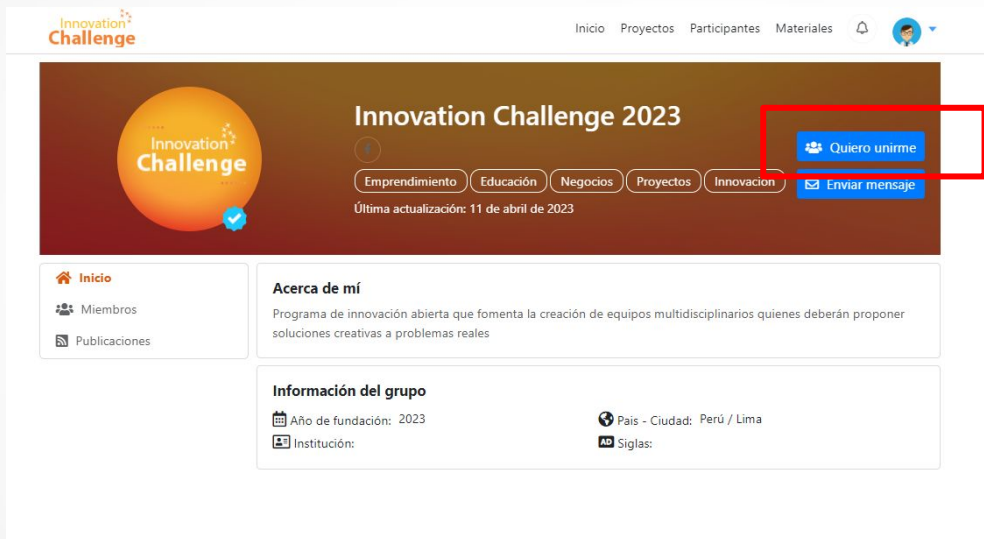 Innovation
Challenge
Inicio Proyectos Participantes Materiales
Innovation
Challenge
Innovation Challenge 2023
Emprendimiento Educación Negocios Proyectos Innovacion
Última actualización: 11 de abril de 2023
Quiero unirme
Enviar mensaje
Inicio
Miembros
Publicaciones
Acerca de mí
Programa de innovación abierta que fomenta la creación de equipos multidisciplinarios quienes deberán proponer
soluciones creativas a problemas reales
Información del grupo
Año de fundación: 2023
Pais - Ciudad: Perú / Lima
Institución:
AD Siglas: